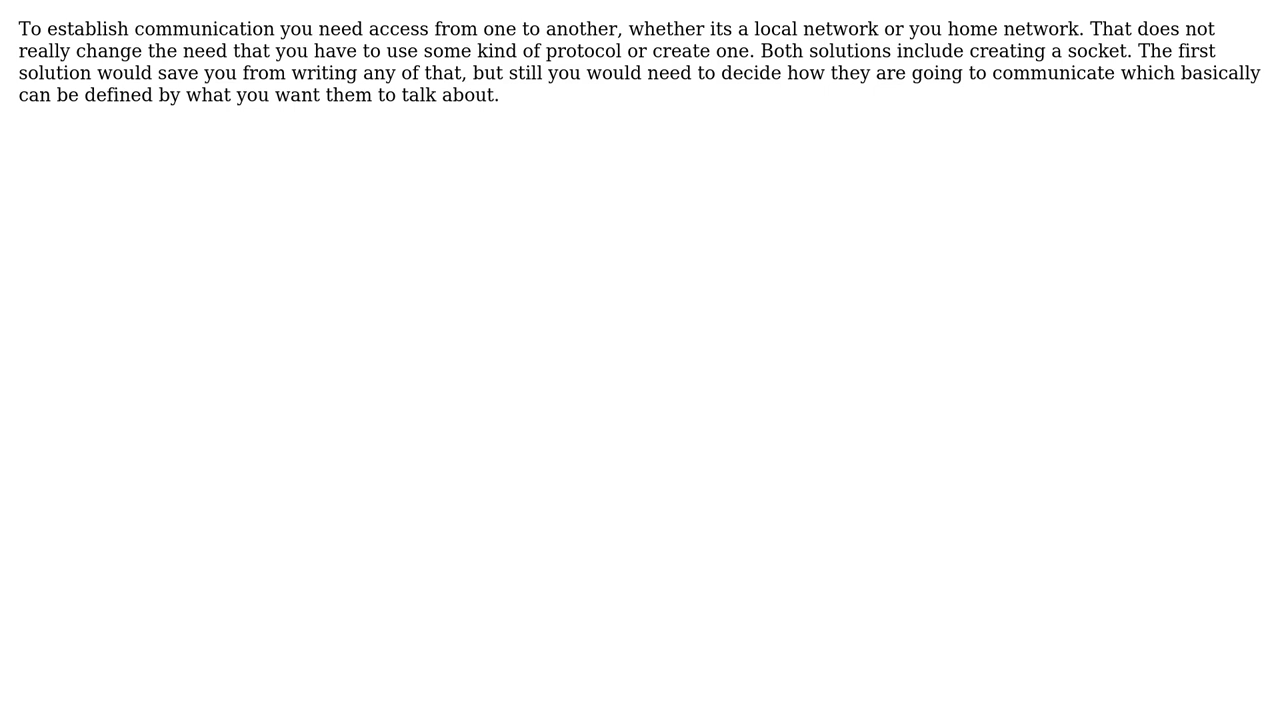 To establish communication you need access from one to another, whether its a local network or you home network. That does not
really change the need that you have to use some kind of protocol or create one. Both solutions include creating a socket. The first
solution would save you from writing any of that, but still you would need to decide how they are going to communicate which basically
can be defined by what you want them to talk about.